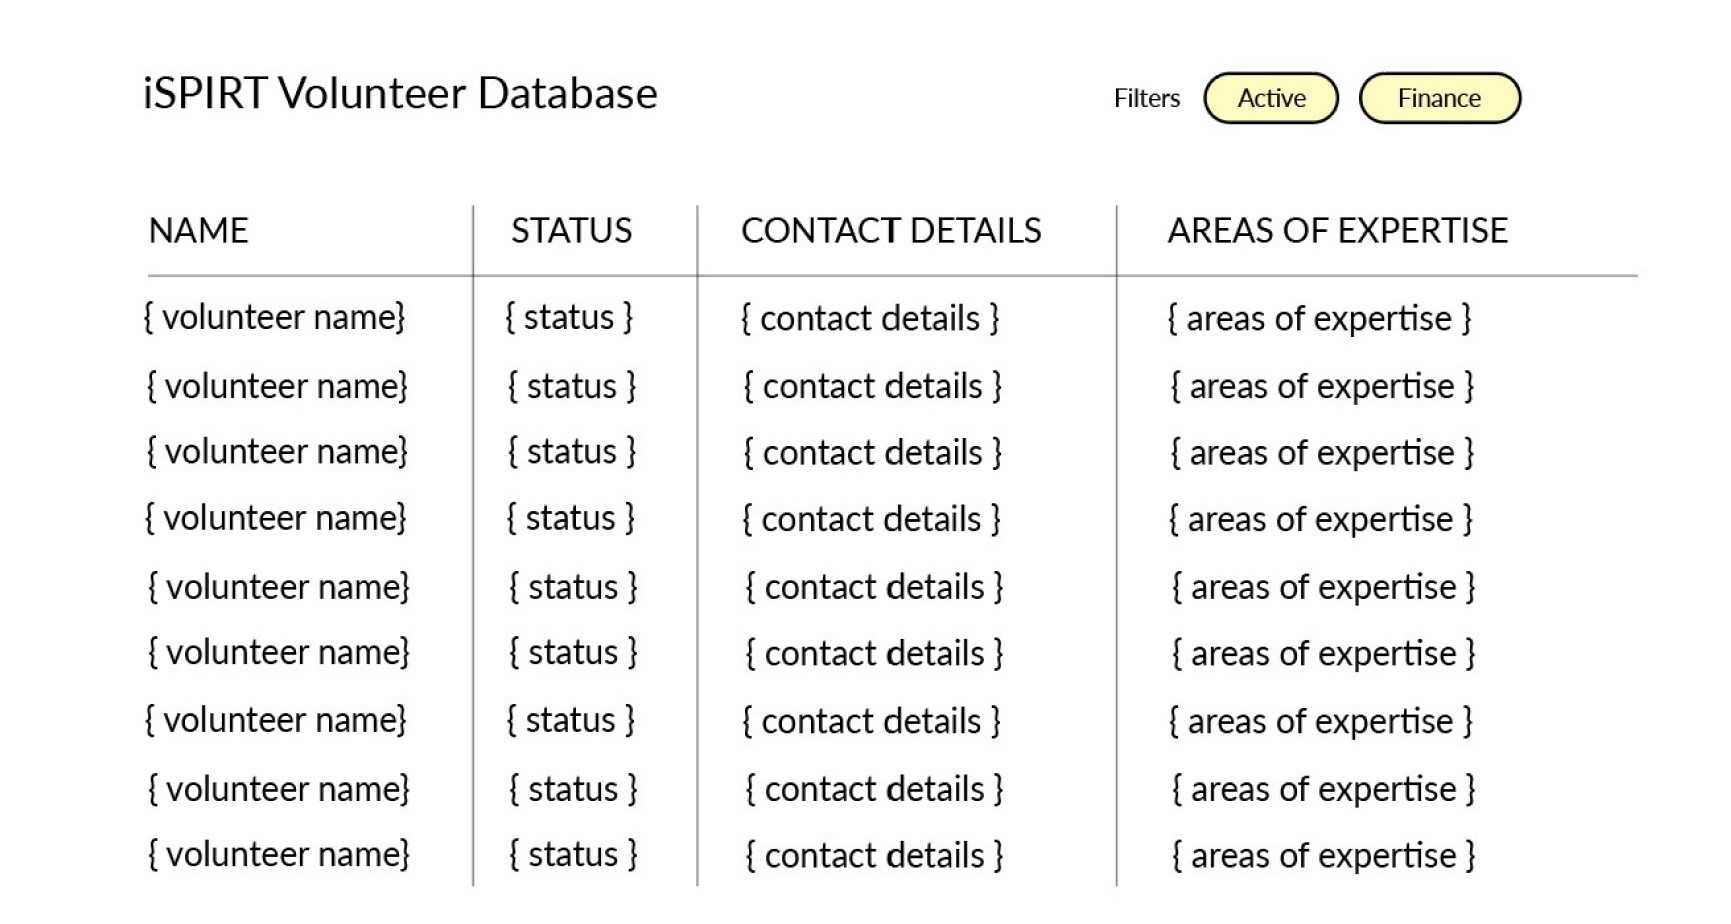 iSPIRT Volunteer Database
Filters Active Finance
NAME STATUS CONTACT DETAILS AREAS OF EXPERTISE
{ volunteer name} { status } { contact details } { areas of expertise }
{ volunteer name} { status } { contact details } { areas of expertise }
{ volunteer name} { status } { contact details } { areas of expertise }
{ volunteer name} { status } { contact details } { areas of expertise }
{ volunteer name} { status } { contact details } { areas of expertise }
{ volunteer name} { status } { contact details } { areas of expertise }
{ volunteer name} { status } { contact details } { areas of expertise }
{ volunteer name} { status } { contact details } { areas of expertise }
{ volunteer name} { status } { contact details } { areas of expertise }